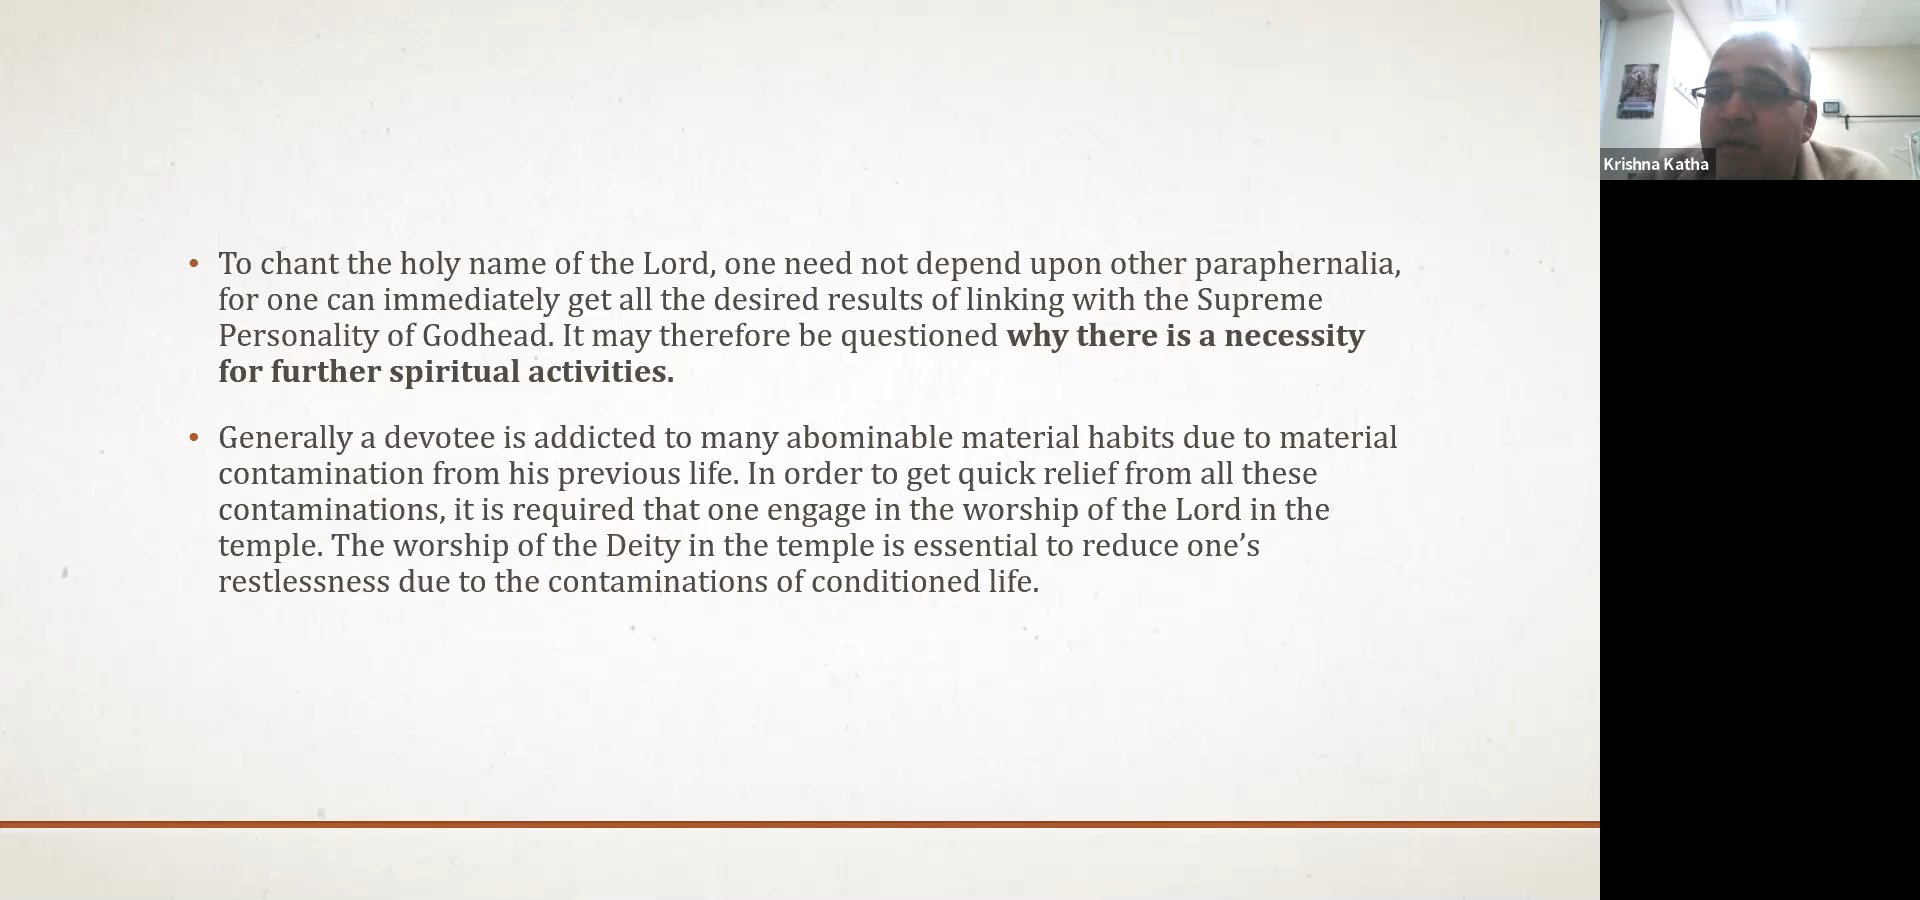 • To chant the holy name of the Lord, one need not depend upon other paraphernalia,
for one can immediately get all the desired results of linking with the Supreme
Personality of Godhead. It may therefore be questioned why there is a necessity
for further spiritual activities.
• Generally a devotee is addicted to many abominable material habits due to material
contamination from his previous life. In order to get quick relief from all these
contaminations, it is required that one engage in the worship of the Lord in the
temple. The worship of the Deity in the temple is essential to reduce one’s
restlessness due to the contaminations of conditioned life.
Krishna Katha